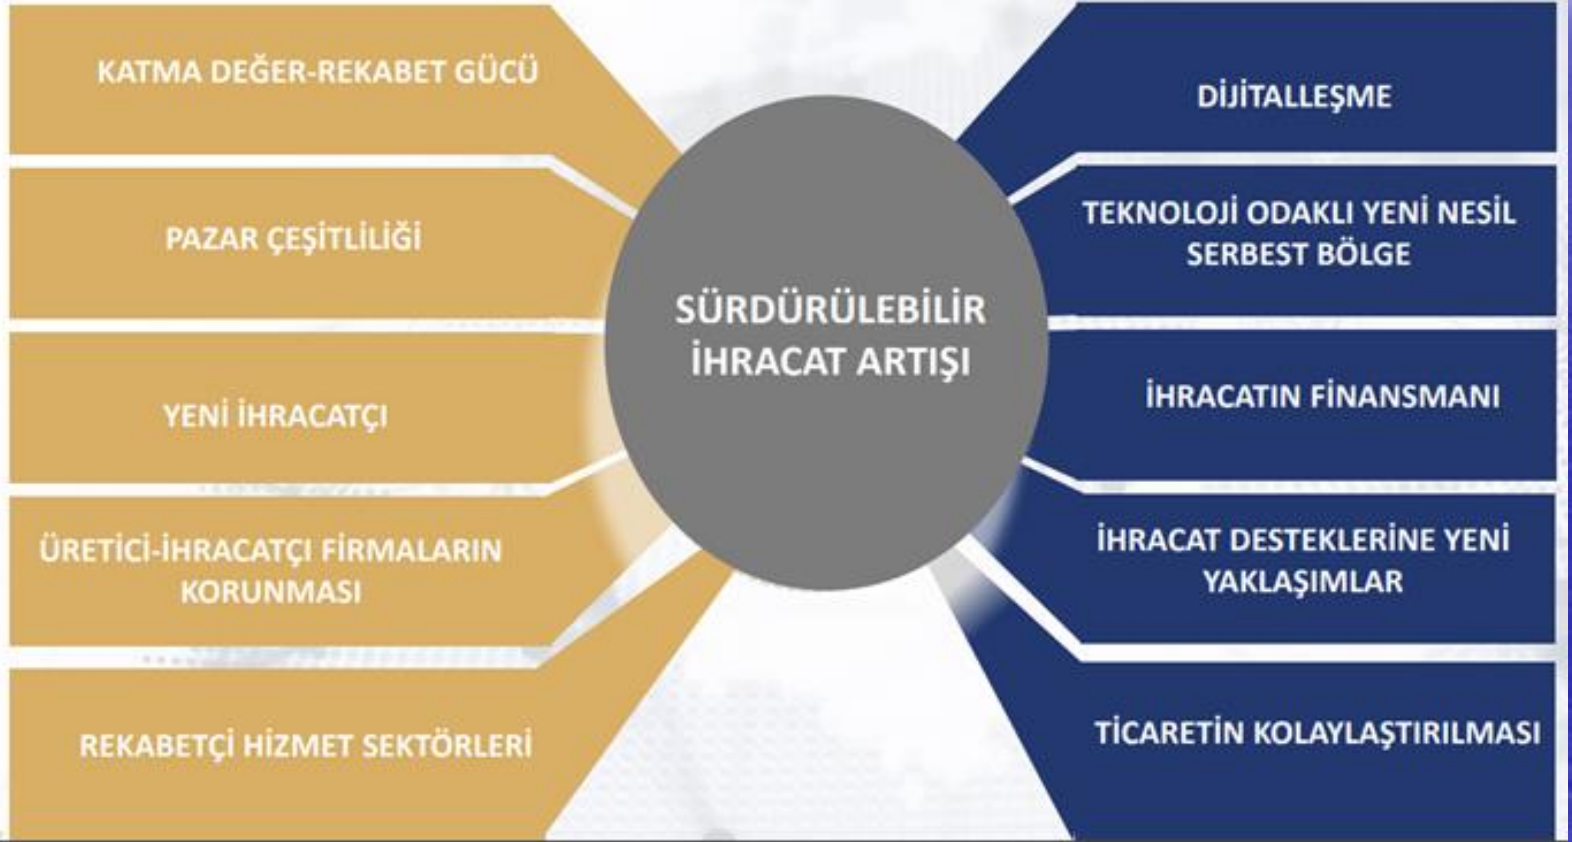 KATMA DEĞER-REKABET GÜCÜ
PAZAR ÇEŞİTLİLİĞİ
YENİ İHRACATÇI
ÜRETİCİ-İHRACATÇI FİRMALARIN
KORUNMASI
REKABETÇİ HİZMET SEKTÖRLERİ
SÜRDÜRÜLEBİLİR
İHRACAT ARTIŞI
DİJİTALLEŞME
TEKNOLOJİ ODAKLI YENİ NESİL
SERBEST BÖLGE
İHRACATIN FİNANSMANI
İHRACAT DESTEKLERİNE YENİ
YAKLAŞIMLAR
TİCARETİN KOLAYLAŞTIRILMASI